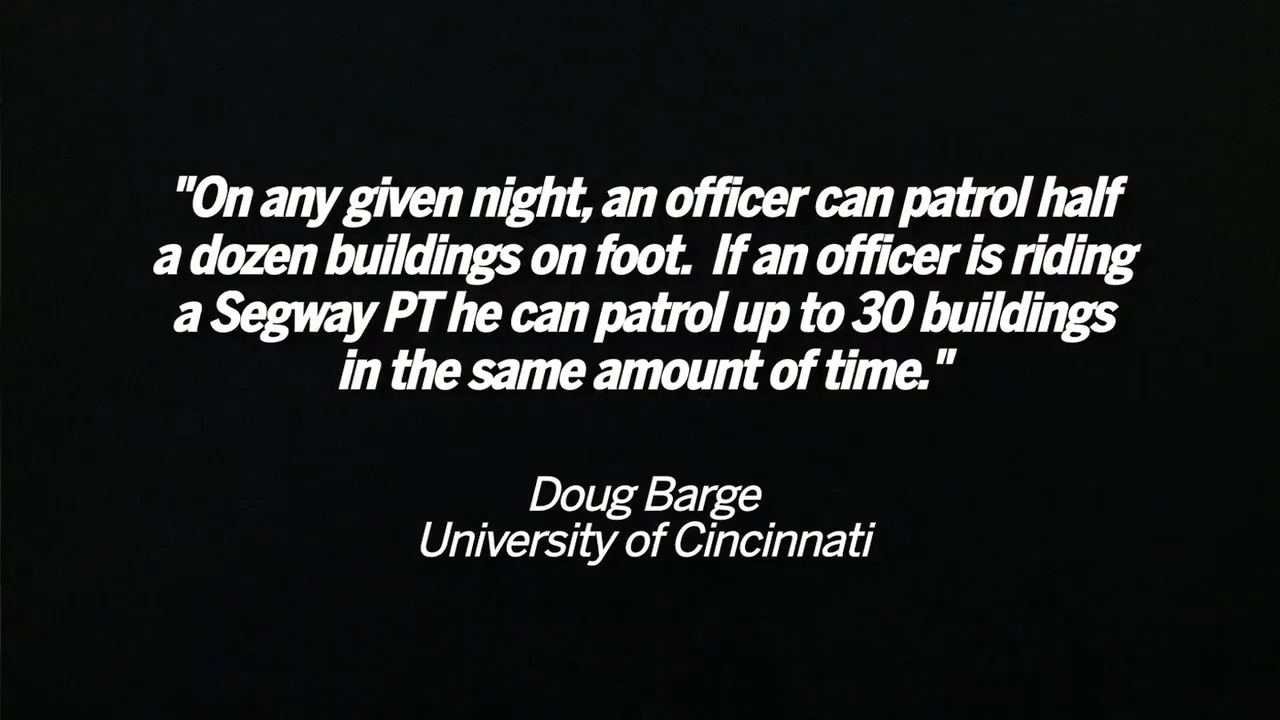 "On any given night, an officer can patrol half
a dozen buildings on foot.  If an officer is riding
a Segway PT he can patrol up to 30 buildings
in the same amount of time."
Doug Barge
University of Cincinnati